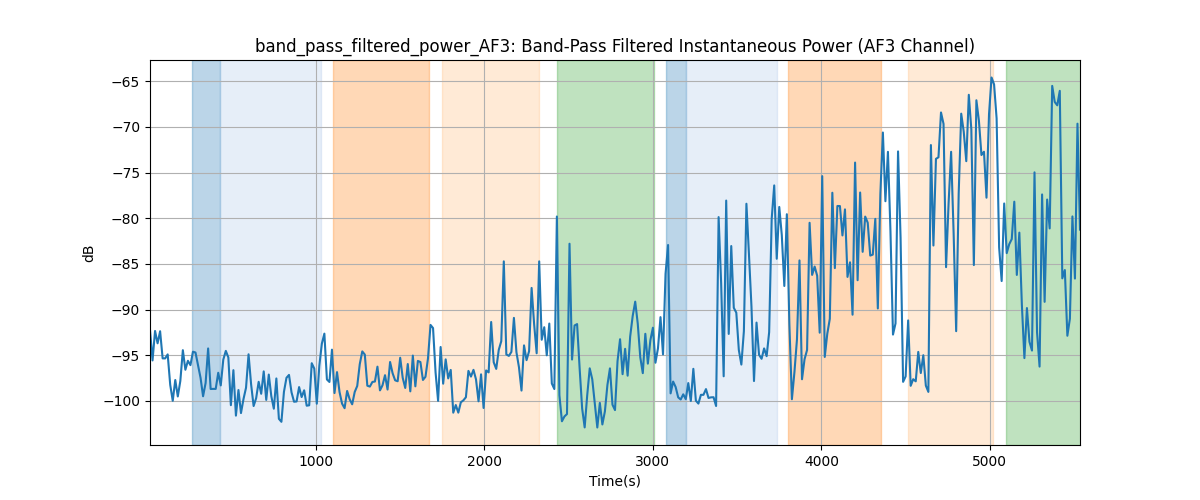 band_pass_filtered_power_AF3: Band-Pass Filtered Instantaneous Power (AF3 Channel)
−65
−70
−75
−80
−85
−90
−95
−100
dB
1000 2000 3000 4000 5000
Time(s)